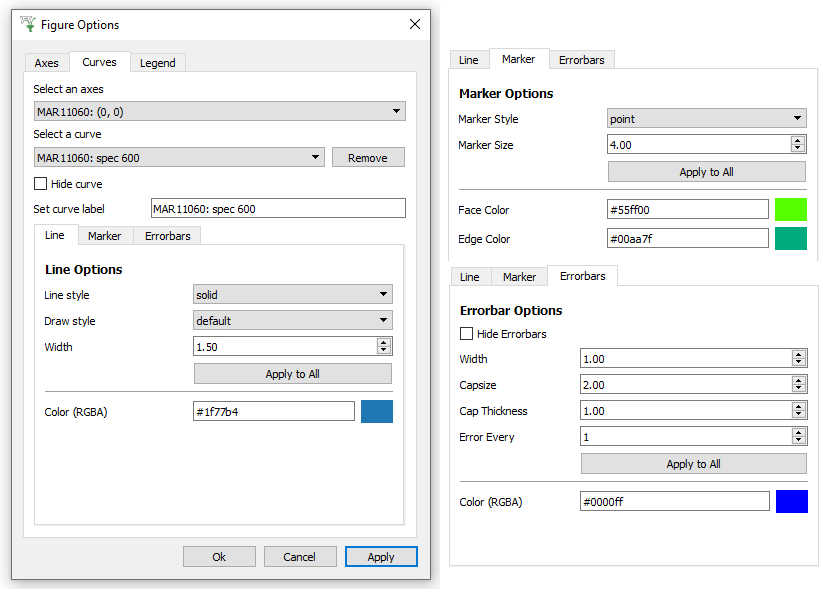 Figure Options
Axes Curves Legend
Select an axes
MAR11060: (0, 0)
Select a curve
MAR11060: spec 600 Remove
Hide curve
Set curve label MAR11060: spec 600
Line Marker Errorbars
Line Options
Line style solid
Draw style default
Width 1.50
Apply to All
Color (RGBA) #1f77b4
Ok Cancel Apply
Line Marker Errorbars
Marker Options
Marker Style point
Marker Size 4.00
Apply to All
Face Color #55ff00
Edge Color #00aa7f
Line Marker Errorbars
Errorbar Options
Hide Errorbars
Width 1.00
Capsize 2.00
Cap Thickness 1.00
Error Every 1
Apply to All
Color (RGBA) #0000ff